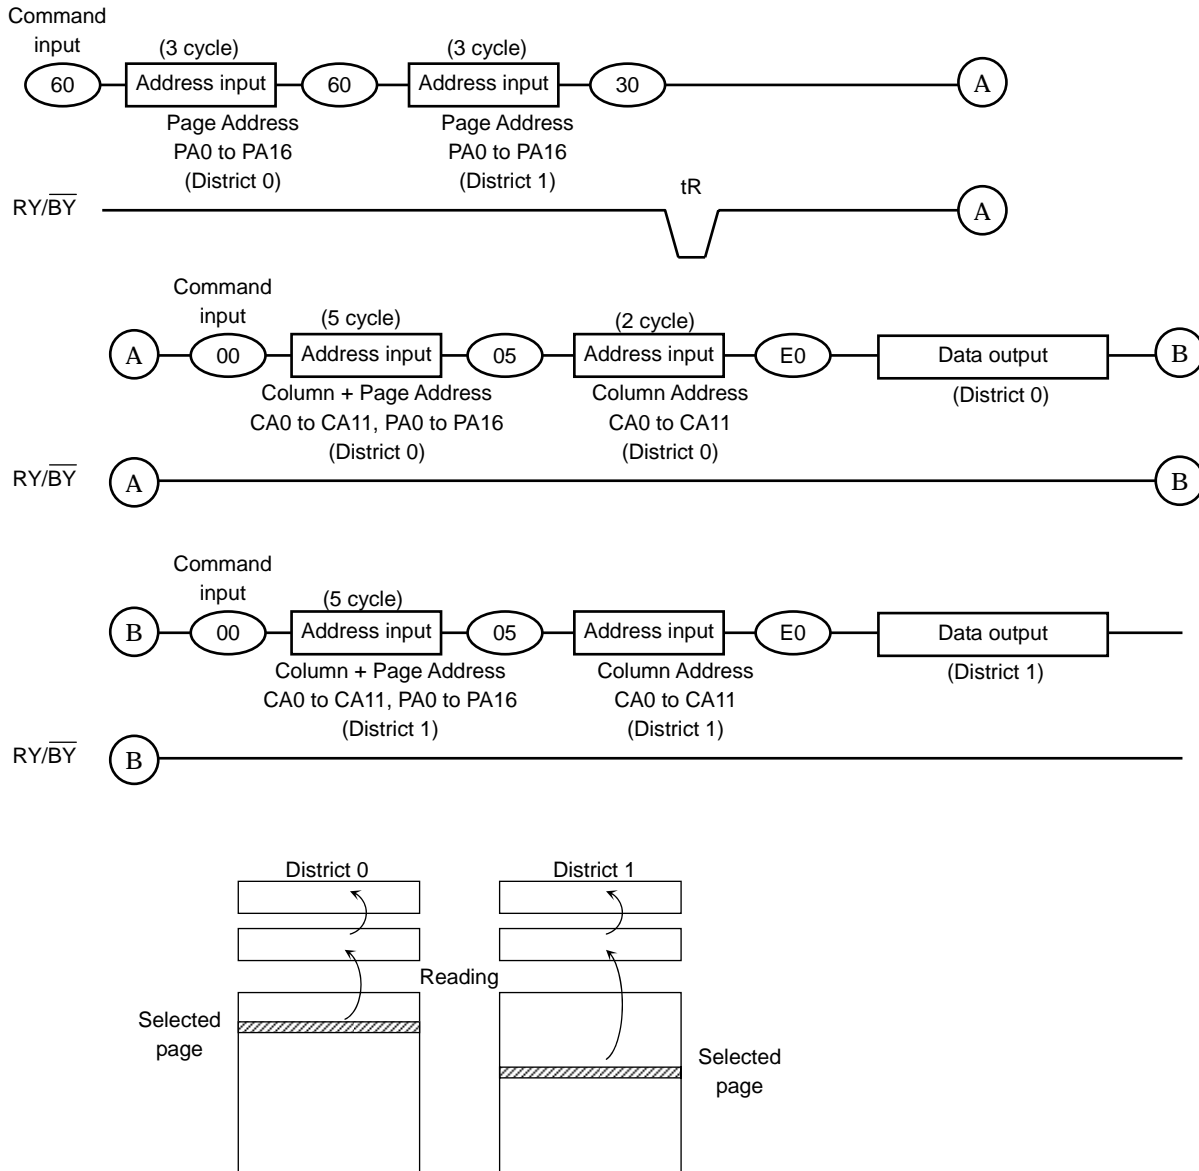 Command
input
(3 cycle) (3 cycle)
60 Address input 60 Address input 30 A
Page Address Page Address
PA0 to PA16 PA0 to PA16
(District 0) (District 1)
tR
RY/BY A
Command
input
(5 cycle) (2 cycle)
A 00 Address input 05 Address input E0 Data output B
Column + Page Address Column Address (District 0)
CA0 to CA11, PA0 to PA16 CA0 to CA11
(District 0) (District 0)
RY/BY A B
Command
input
(5 cycle)
B 00 Address input 05 Address input E0 Data output
Column + Page Address Column Address (District 1)
CA0 to CA11, PA0 to PA16 CA0 to CA11
(District 1) (District 1)
RY/BY B
District 0 District 1
Reading
Selected
page
Selected
page